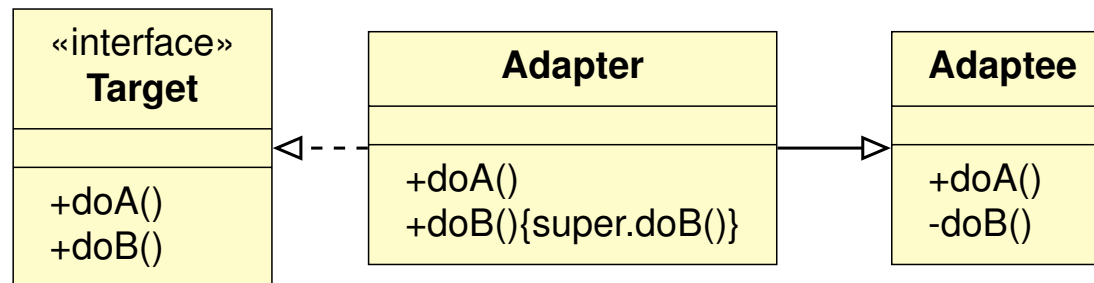 «interface»
Target
+doA()
+doB()
Adapter
+doA()
+doB(){super.doB()}
Adaptee
+doA()
-doB()